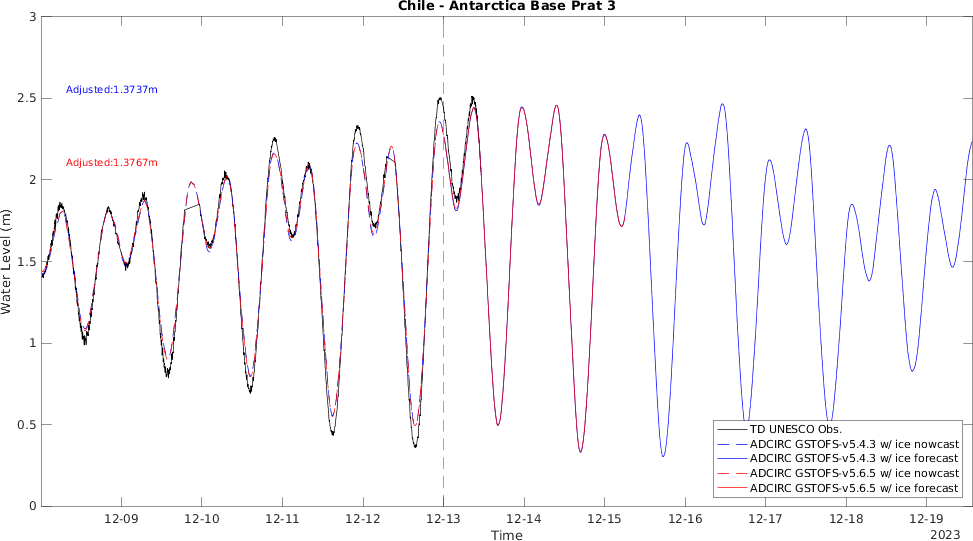 Chile - Antarctica Base Prat 3
3
2.5
2
1.5
1
0.5
0
Water Level (m)
Adjusted:1.3737m
Adjusted:1.3767m
TD UNESCO Obs.
ADCIRC GSTOFS-v5.4.3 w/ ice nowcast
ADCIRC GSTOFS-v5.4.3 w/ ice forecast
ADCIRC GSTOFS-v5.6.5 w/ ice nowcast
ADCIRC GSTOFS-v5.6.5 w/ ice forecast
12-09 12-10 12-11 12-12 12-13 12-14 12-15 12-16 12-17 12-18 12-19
2023
Time